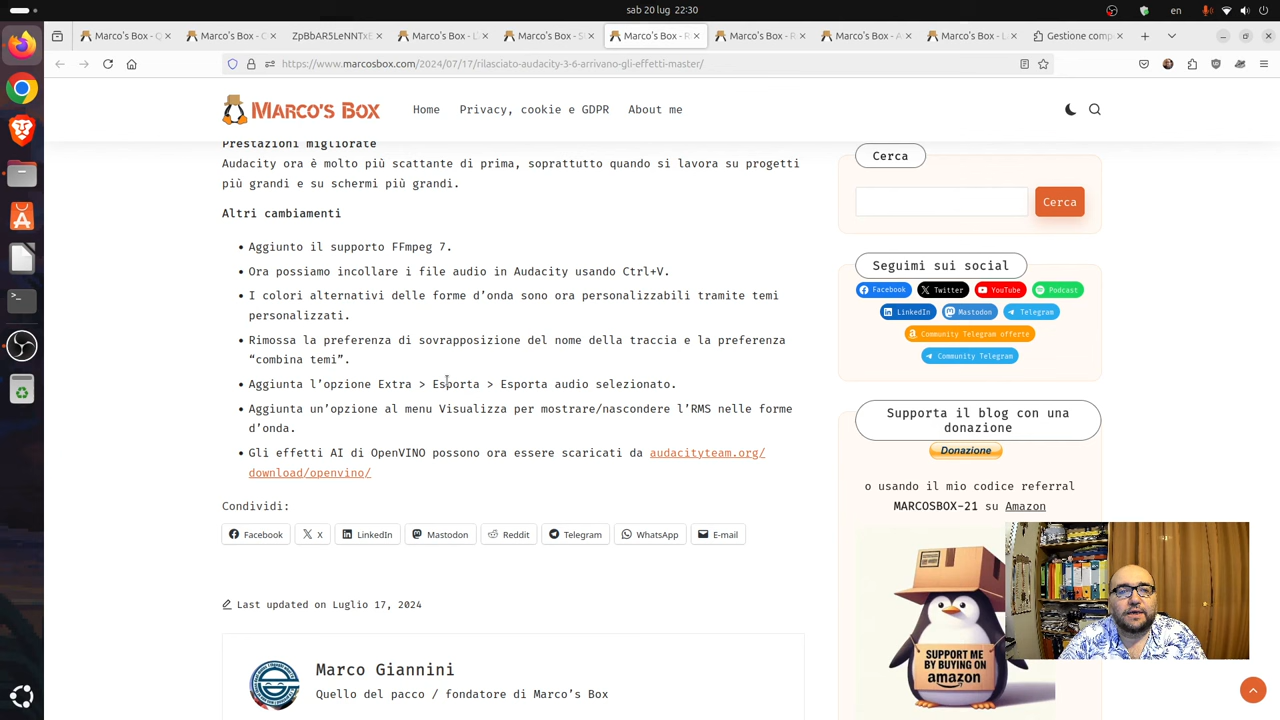 sab 20 lug 22:30
en
Marco's Box - Q
Marco's Box - C
ZpBbAR5LeNNTxE
Marco's Box - L
Marco's Box - S
Marco's Box - R
Marco's Box - R
Marco's Box - A
Marco's Box - L
Gestione comp
https://www.marcosbox.com/2024/07/17/rilasciato-audacity-3-6-arrivano-gli-effetti-master/
MARCO'S BOX
Home
Privacy, cookie e GDPR
About me
Prestazioni migliorate
Audacity ora è molto più scattante di prima, soprattutto quando si lavora su progetti
più grandi e su schermi più grandi.
Altri cambiamenti
• Aggiunto il supporto FFmpeg 7.
• Ora possiamo incollare i file audio in Audacity usando Ctrl+V.
• I colori alternativi delle forme d'onda sono ora personalizzabili tramite temi
personalizzati.
• Rimossa la preferenza di sovrapposizione del nome della traccia e la preferenza
“combina temi”.
• Aggiunta l'opzione Extra > Esporta > Esporta audio selezionato.
• Aggiunta un'opzione al menu Visualizza per mostrare/nascondere l'RMS nelle forme
d'onda.
• Gli effetti AI di OpenVINO possono ora essere scaricati da audacityteam.org/
download/openvino/
Condividi:
Facebook
X
LinkedIn
Mastodon
Reddit
Telegram
WhatsApp
E-mail
Last updated on Luglio 17, 2024
Marco Giannini
Quello del pacco / fondatore di Marco's Box
Cerca
Cerca
Seguimi sui social
Facebook
Twitter
YouTube
Podcast
LinkedIn
Mastodon
Telegram
Community Telegram offerte
Community Telegram
Supporta il blog con una
donazione
Donazione
o usando il mio codice referral
MARCOSBOX-21 su Amazon
SUPPORT ME
BY BUYING ON
amazon